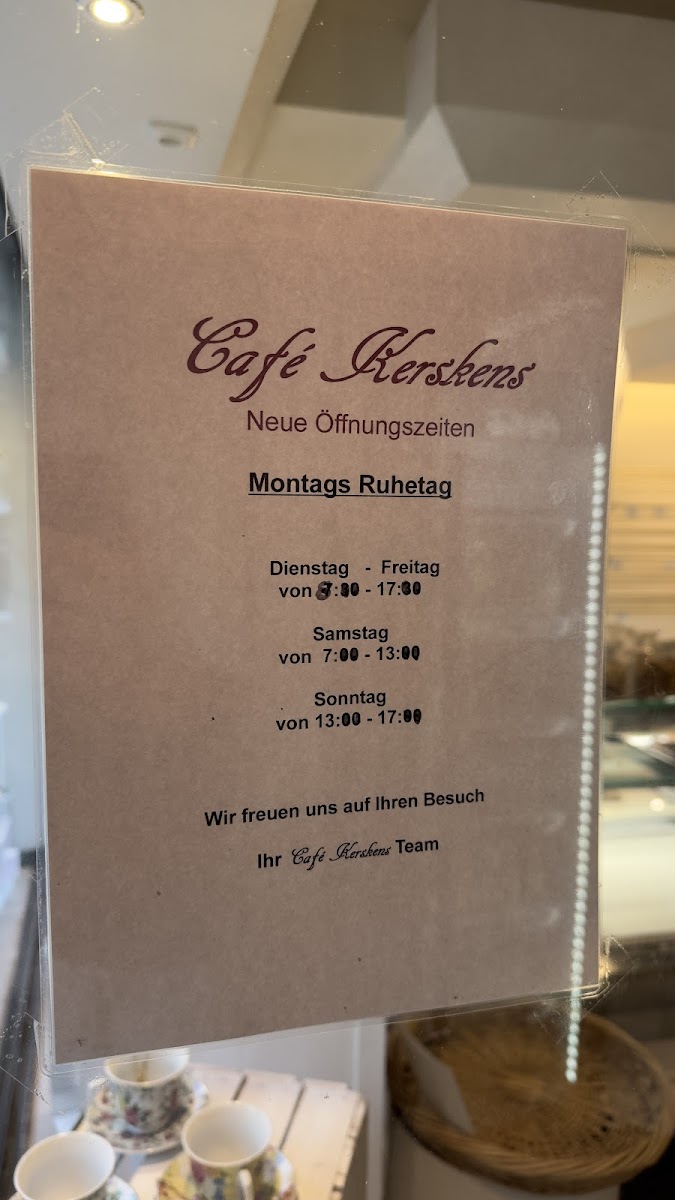 Café Kerskens
Neue Öffnungszeiten
Montags Ruhetag
Dienstag - Freitag
von - 17:30
Samstag
von 7:00 - 13:00
Sonntag
von 13:00 - 17:00
Wir freuen uns auf Ihren Besuch
Ihr Café Kerskens Team